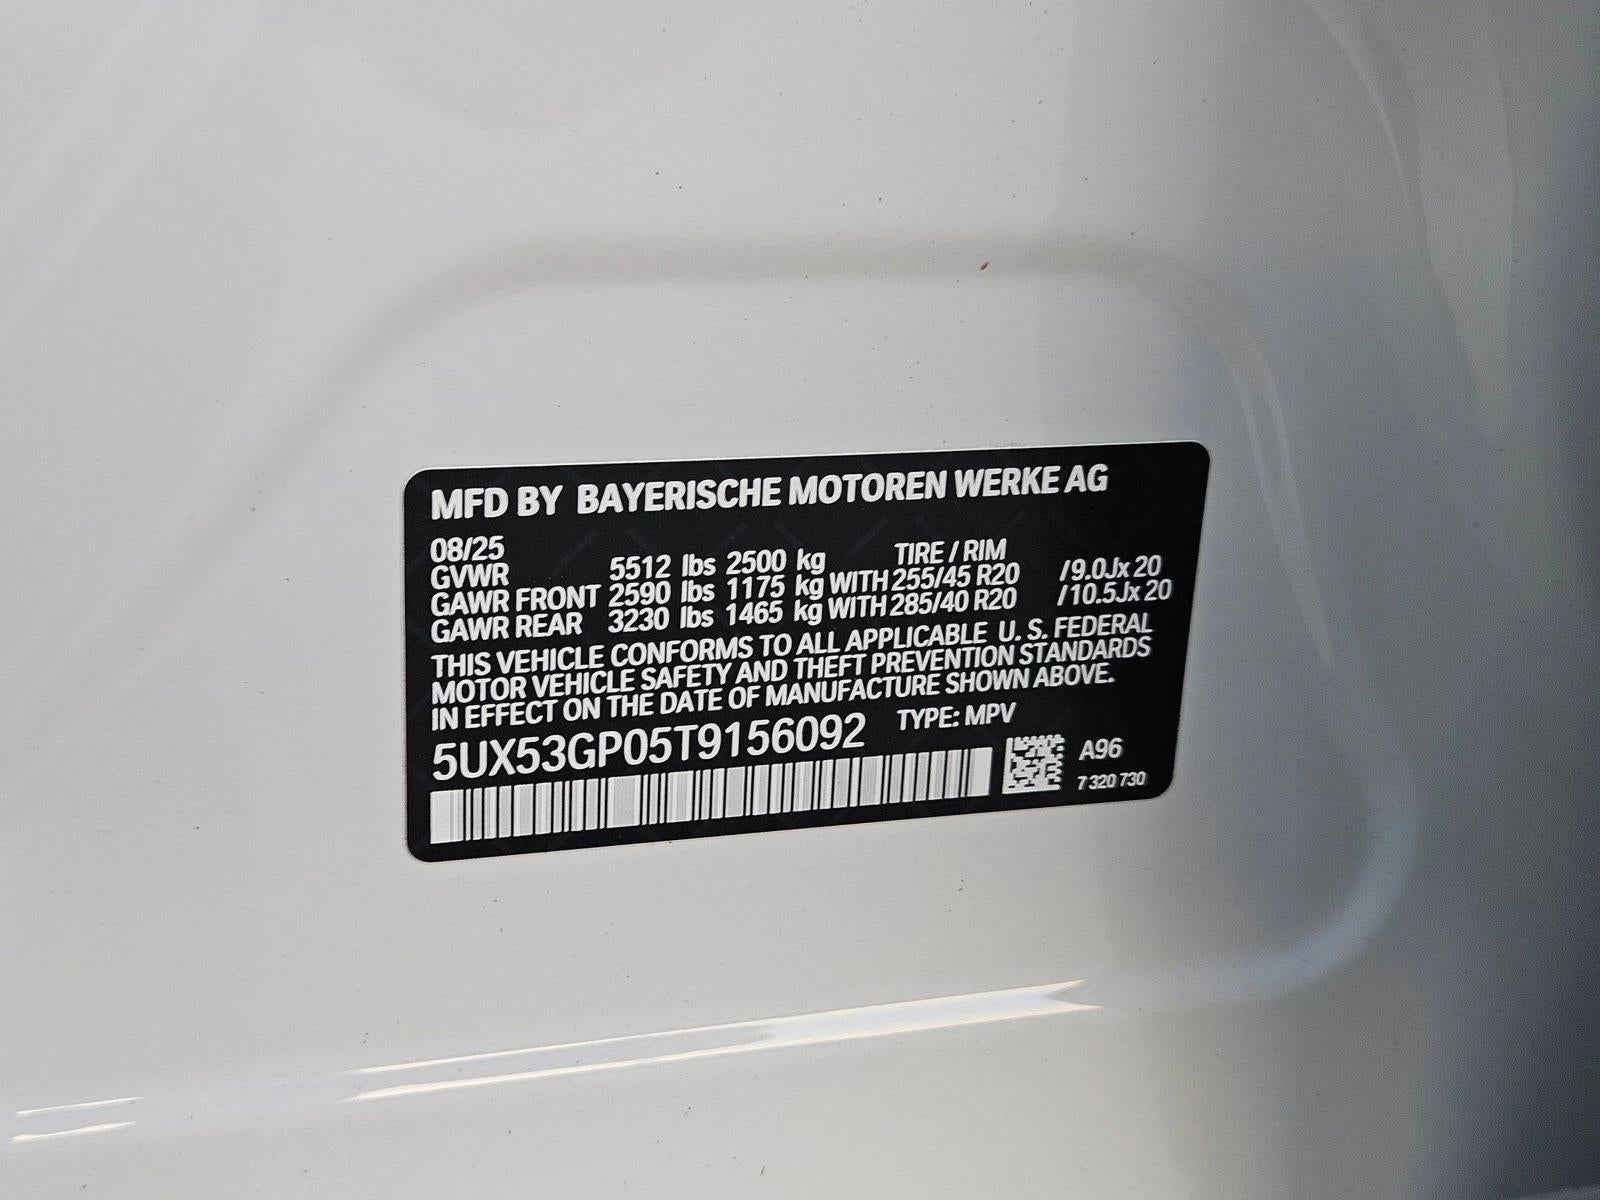 MFD BY BAYERISCHE MOTOREN WERKE AG
08/25 TIRE / RIM
GVWR 5512 lbs 2500 kg
GAWR FRONT 2590 lbs 1175 kg WITH 255/45 R20 /9.0Jx 20
GAWR REAR 3230 lbs 1465 kg WITH 285/40 R20 /10.5Jx 20
THIS VEHICLE CONFORMS TO ALL APPLICABLE U. S. FEDERAL
MOTOR VEHICLE SAFETY AND THEFT PREVENTION STANDARDS
IN EFFECT ON THE DATE OF MANUFACTURE SHOWN ABOVE.
5UX53GP05T9156092 TYPE: MPV
A96
7 320 730